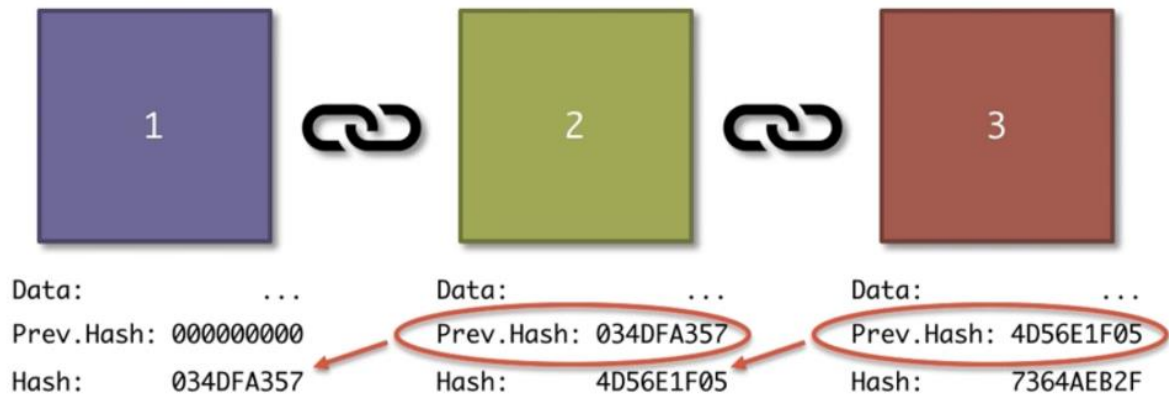 1
2
3
Data: ...
Prev.Hash: 000000000
Hash: 034DFA357
Data: ...
Prev.Hash: 034DFA357
Hash: 4D56E1F05
Data: ...
Prev.Hash: 4D56E1F05
Hash: 7364AEB2F